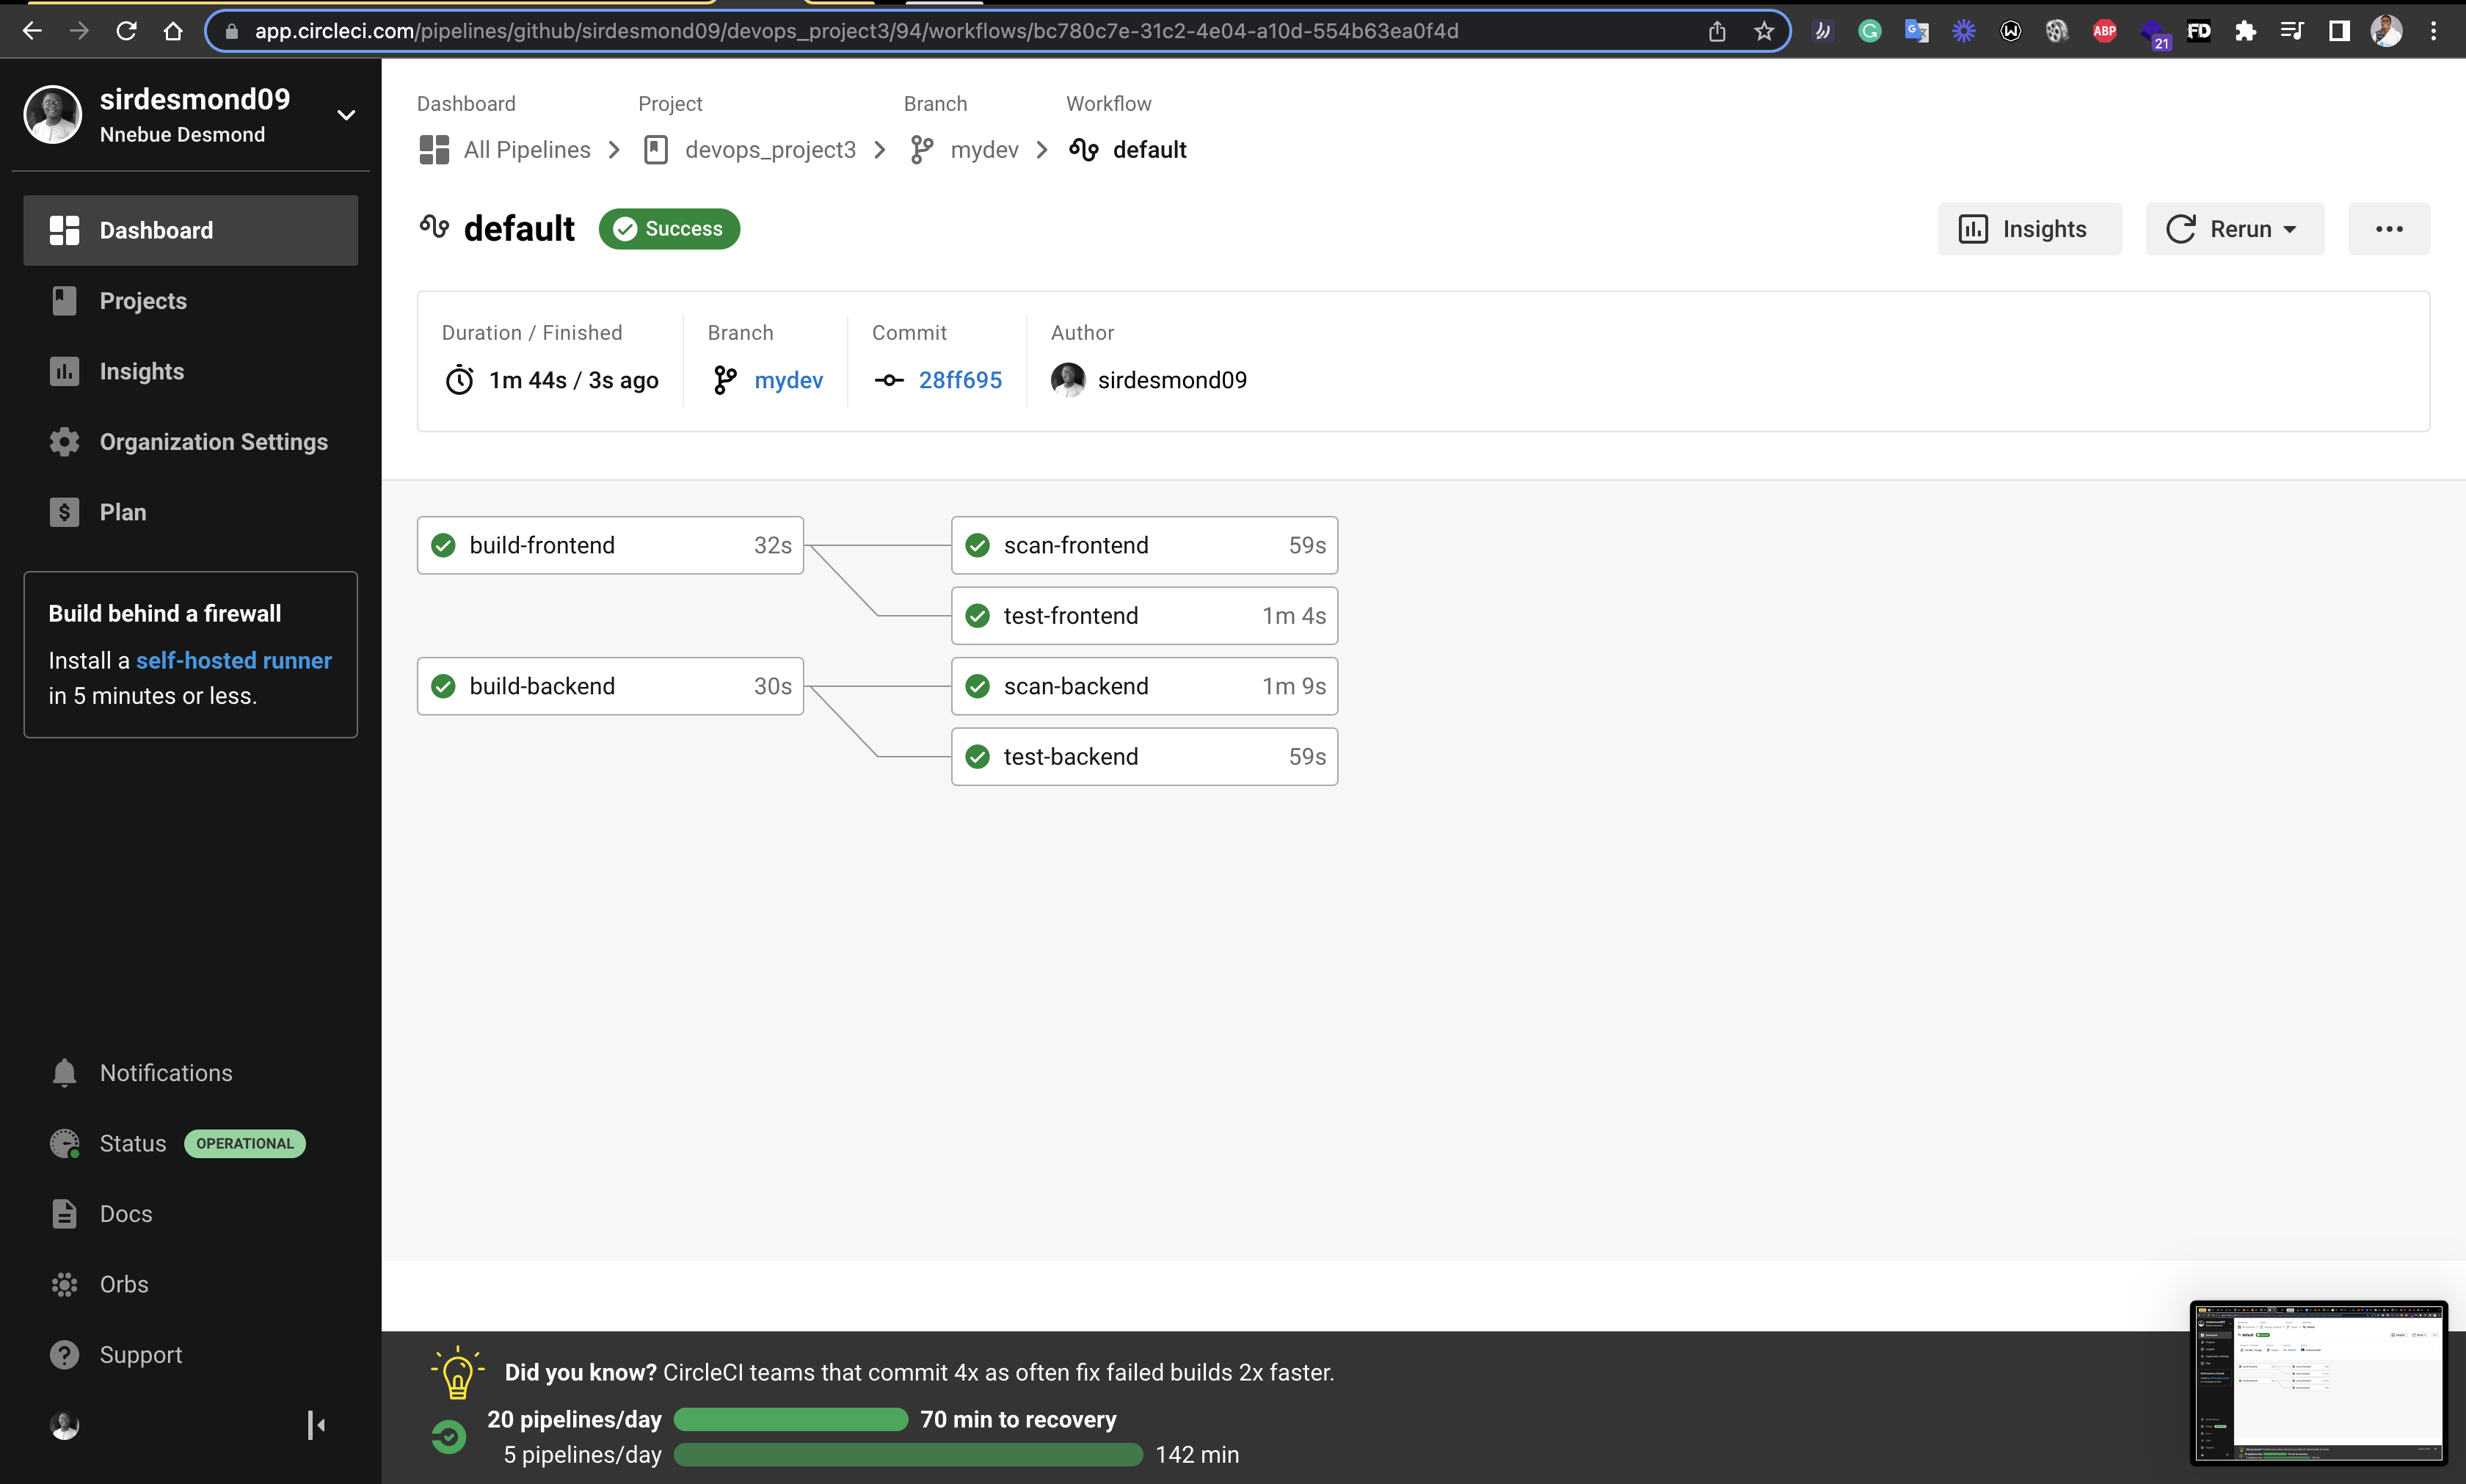 app.circleci.com/pipelines/github/sirdesmond09/devops_project3/94/workflows/bc780c7e-31c2-4e04-a10d-554b63ea0f4d
ABP
21
FD
sirdesmond09
Nnebue Desmond
Dashboard
Projects
Insights
Organization Settings
Plan
Build behind a firewall
Install a self-hosted runner
in 5 minutes or less.
Notifications
Status OPERATIONAL
Docs
Orbs
Support
Dashboard Project Branch Workflow
All Pipelines devops_project3 mydev default
default Success
Insights Rerun
Duration / Finished Branch Commit Author
1m 44s / 3s ago mydev 28ff695 sirdesmond09
build-frontend 32s
scan-frontend 59s
test-frontend 1m 4s
build-backend 30s
scan-backend 1m 9s
test-backend 59s
Did you know? CircleCI teams that commit 4x as often fix failed builds 2x faster.
20 pipelines/day 70 min to recovery
5 pipelines/day 142 min